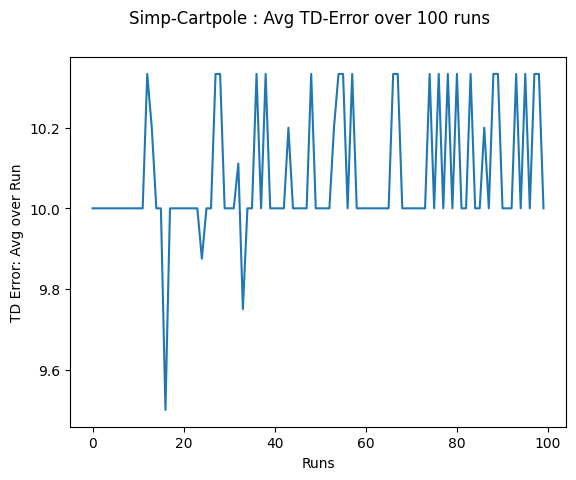 Simp-Cartpole : Avg TD-Error over 100 runs
TD Error: Avg over Run
10.2
10.0
9.8
9.6
0 20 40 60 80 100
Runs